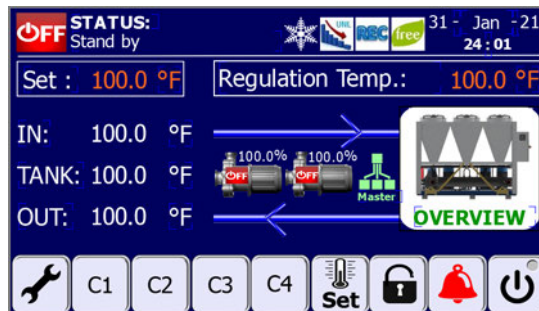 OFF STATUS:
Stand by
UNL
REC
free
31 - Jan - 21
24 : 01
Set : 100.0 °F
Regulation Temp.: 100.0 °F
IN: 100.0 °F
TANK: 100.0 °F
OUT: 100.0 °F
100.0% 100.0%
OFF OFF
Master
OVERVIEW
C1 C2 C3 C4 Set